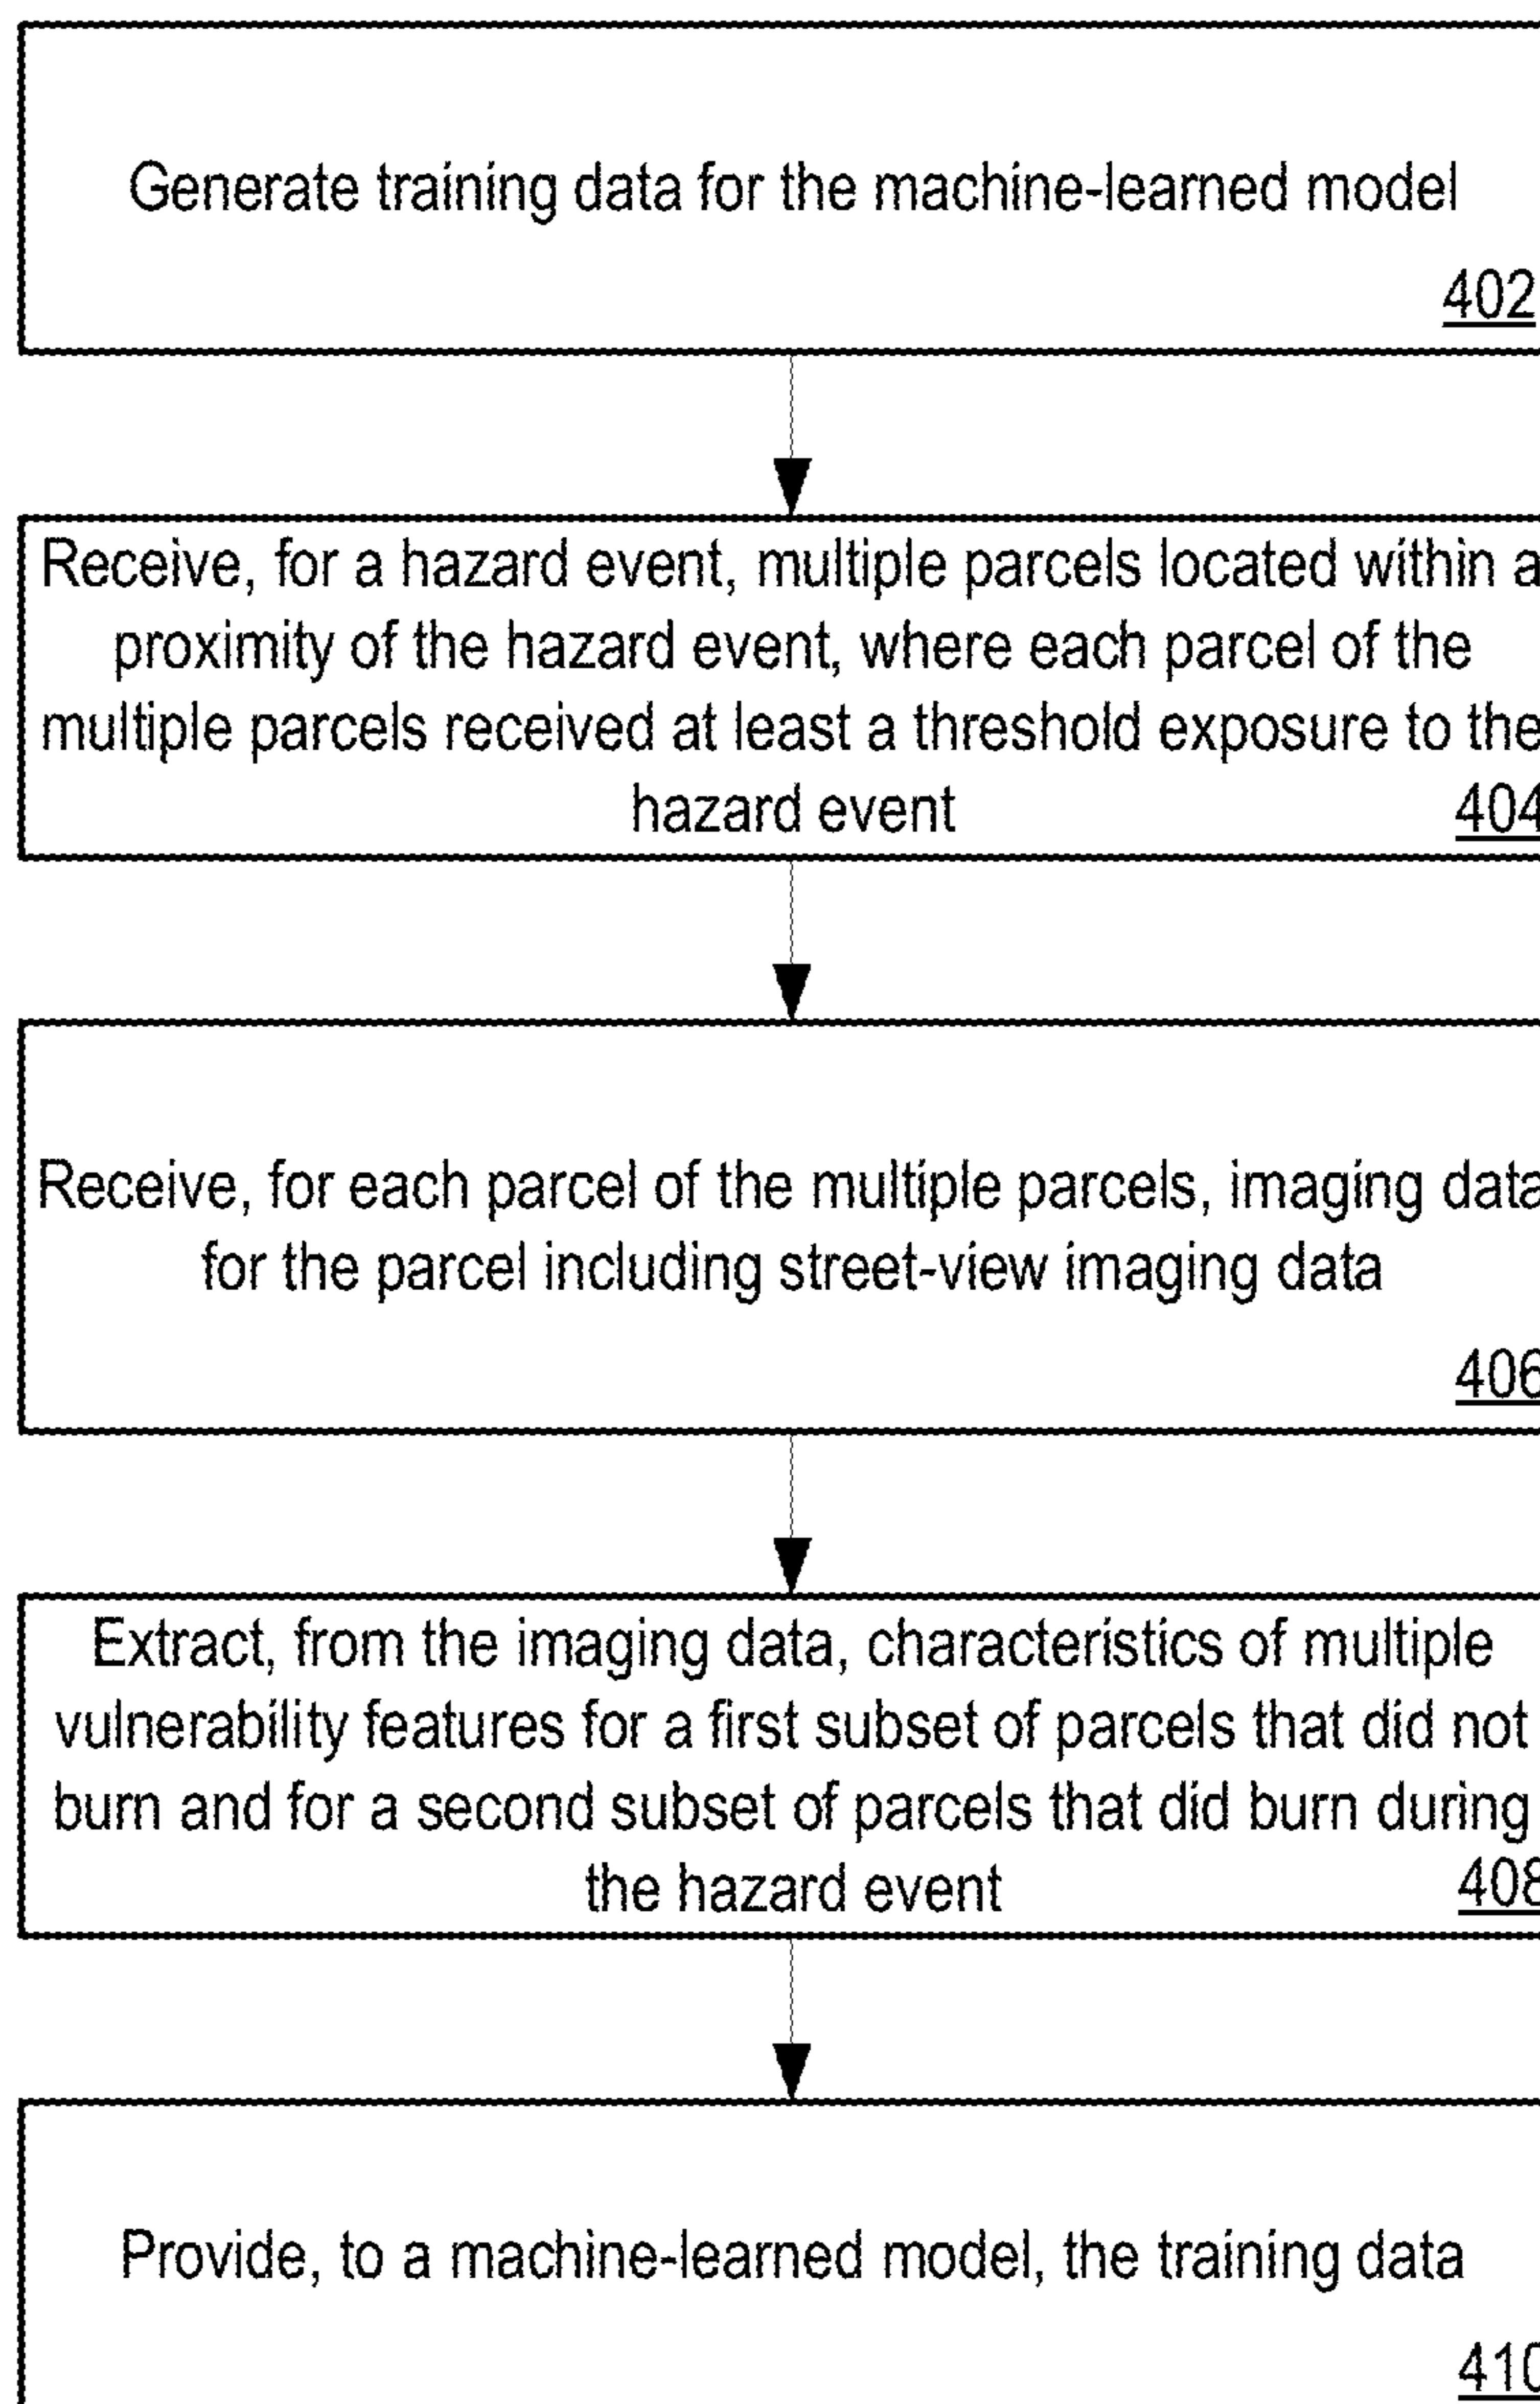 Generate training data for the machine-learned model
402
Receive, for a hazard event, multiple parcels located within a
proximity of the hazard event, where each parcel of the
multiple parcels received at least a threshold exposure to the
hazard event
404
Receive, for each parcel of the multiple parcels, imaging data
for the parcel including street-view imaging data
406
Extract, from the imaging data, characteristics of multiple
vulnerability features for a first subset of parcels that did not
burn and for a second subset of parcels that did burn during
the hazard event
408
Provide, to a machine-learned model, the training data
410